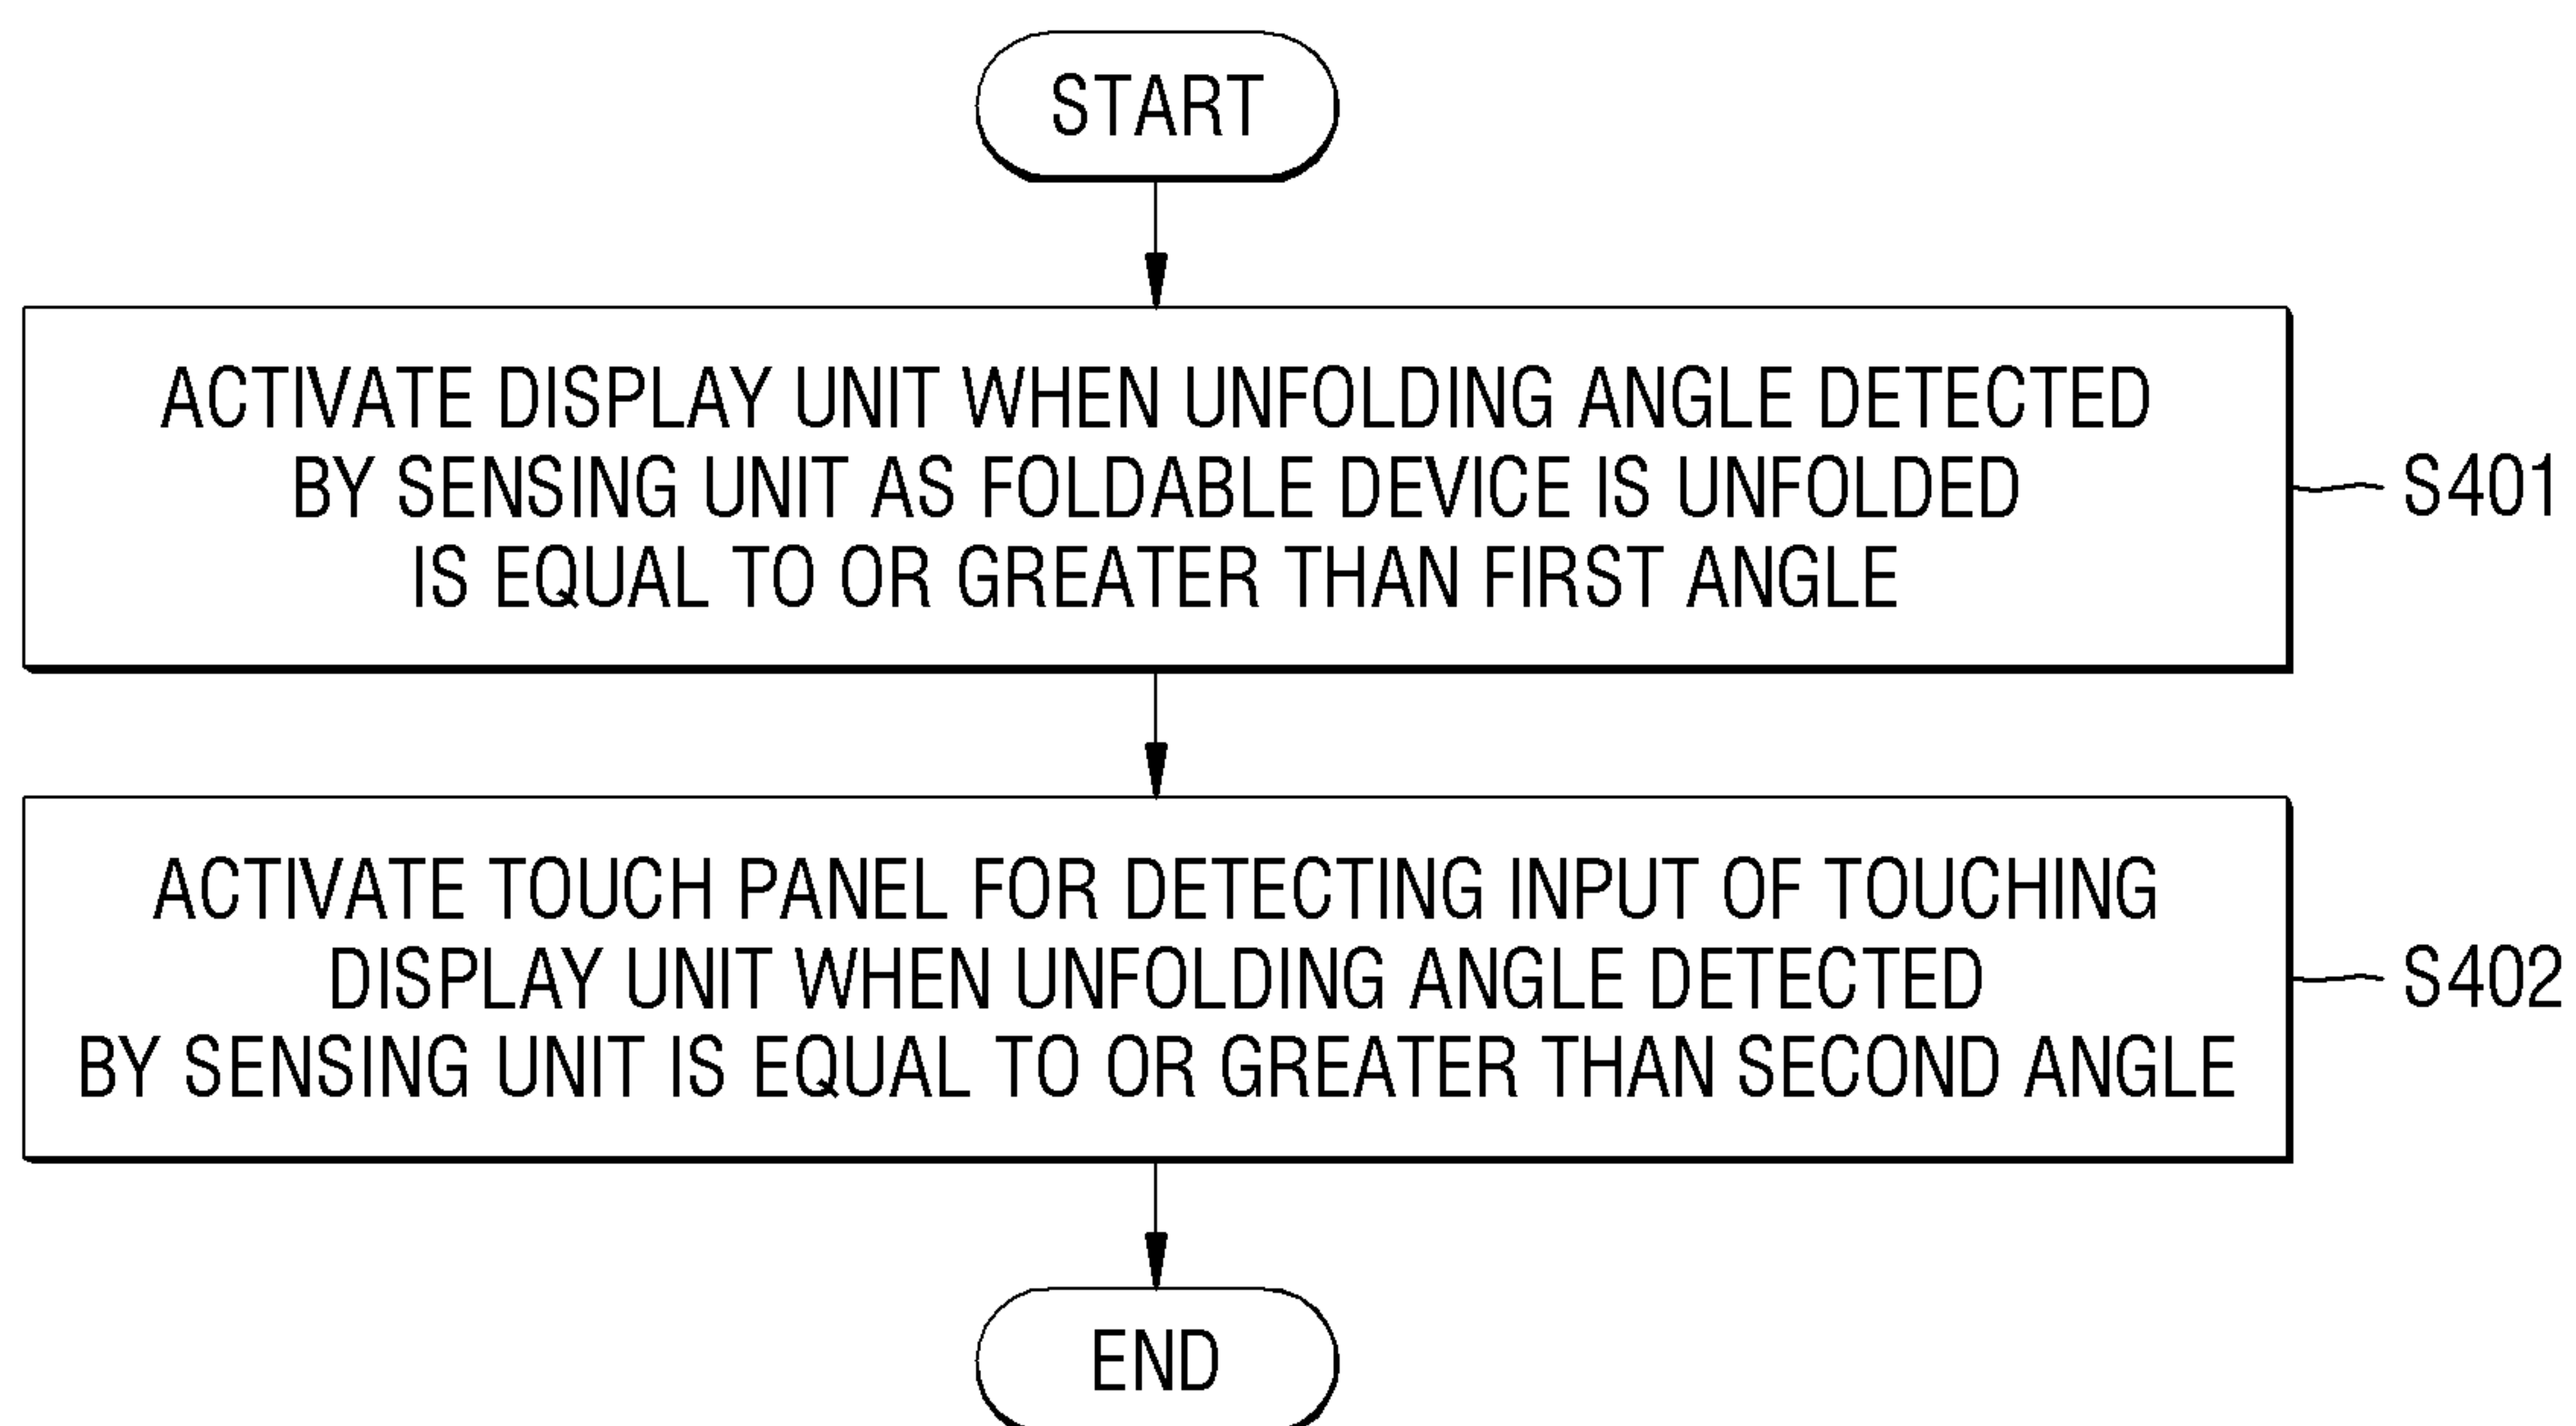 START
ACTIVATE DISPLAY UNIT WHEN UNFOLDING ANGLE DETECTED
BY SENSING UNIT AS FOLDABLE DEVICE IS UNFOLDED
IS EQUAL TO OR GREATER THAN FIRST ANGLE
S401
ACTIVATE TOUCH PANEL FOR DETECTING INPUT OF TOUCHING
DISPLAY UNIT WHEN UNFOLDING ANGLE DETECTED
BY SENSING UNIT IS EQUAL TO OR GREATER THAN SECOND ANGLE
S402
END